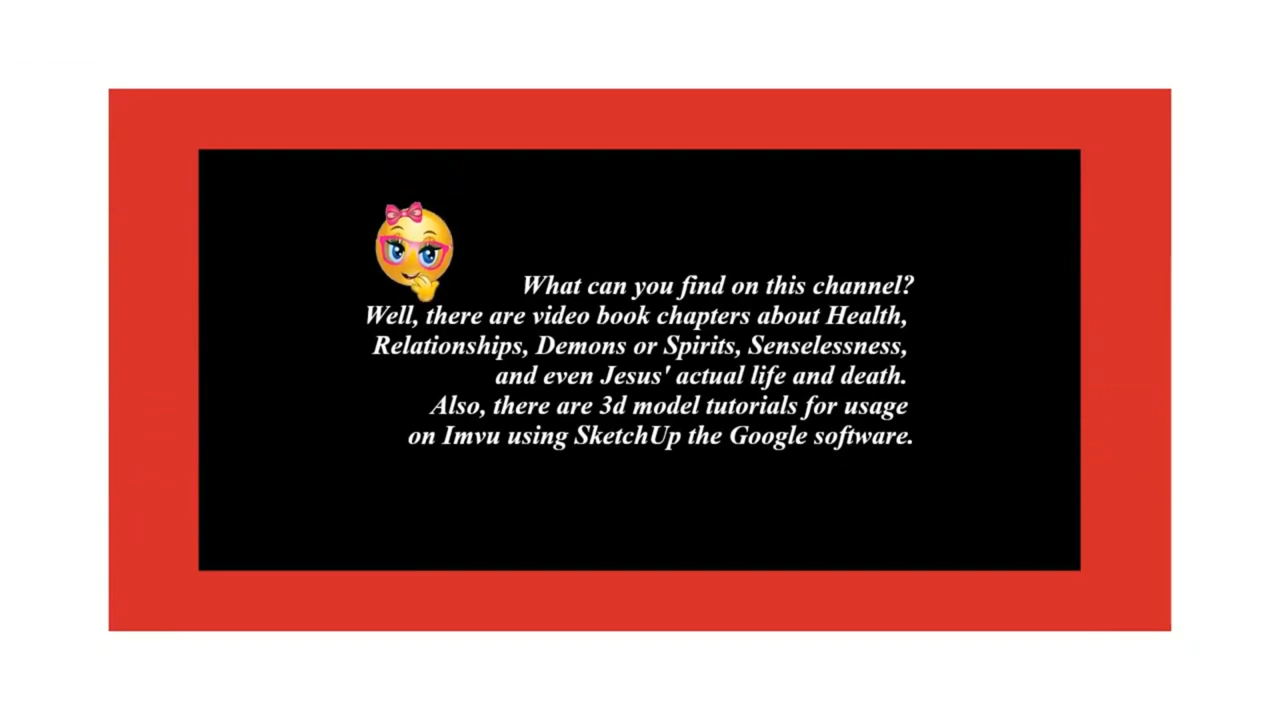 What can you find on this channel?
Well, there are video book chapters about Health,
Relationships, Demons or Spirits, Senselessness,
and even Jesus' actual life and death.
Also, there are 3d model tutorials for usage
on Imvu using SketchUp the Google software.